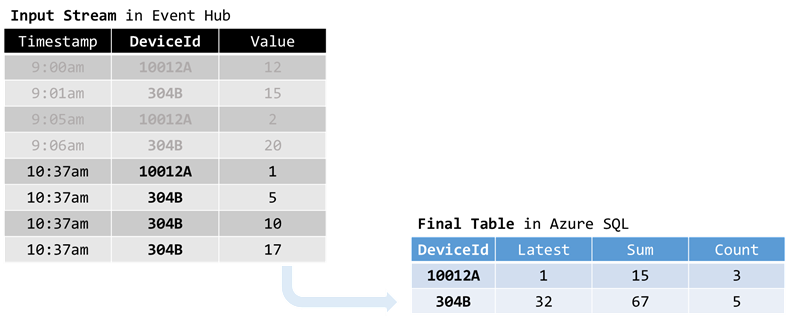 Input Stream in Event Hub
Timestamp DeviceId Value
9:00am 10012A 12
9:01am 304B 15
9:05am 10012A 2
9:06am 304B 20
10:37am 10012A 1
10:37am 304B 5
10:37am 304B 10
10:37am 304B 17
Final Table in Azure SQL
DeviceId Latest Sum Count
10012A 1 15 3
304B 32 67 5